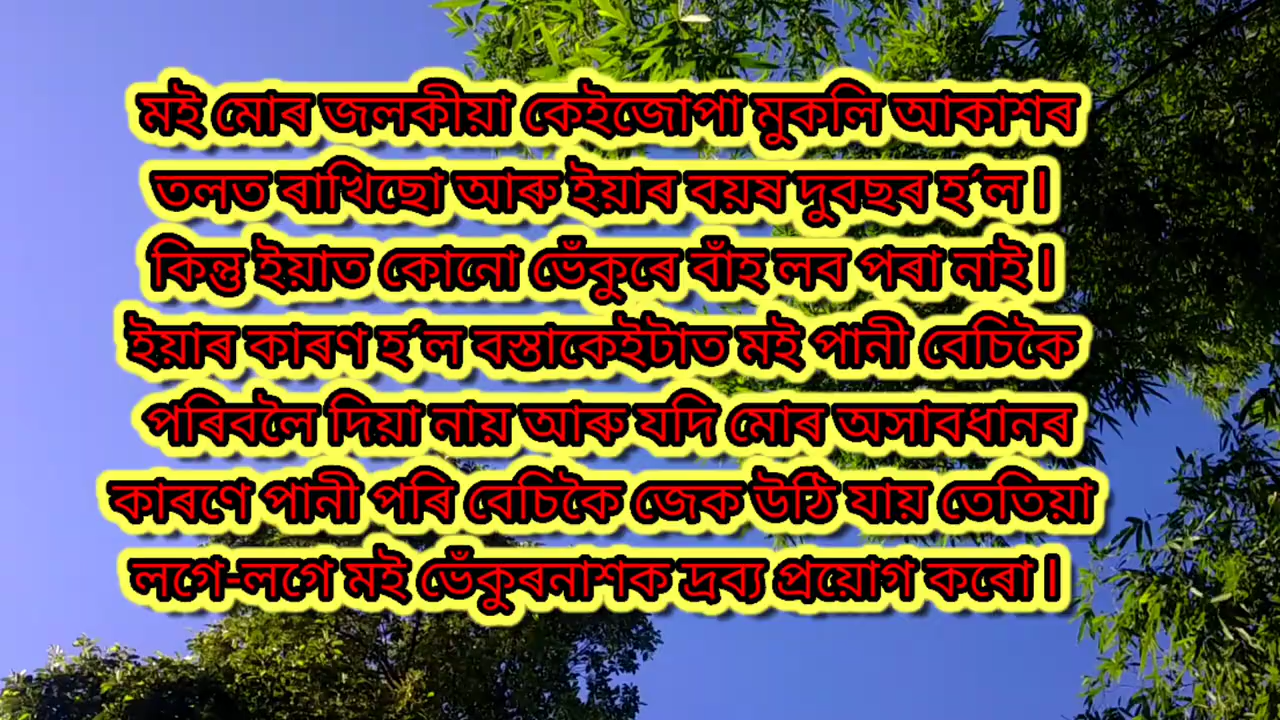 মই মোৰ জলকীয়া কেইজোপা মুকলি আকাশৰ
তলত ৰাখিছো আৰু ইয়াৰ বয়ষ দুবছৰ হ´ল।
কিন্তু ইয়াত কোনো ভেঁকুৰে বাঁহ লব পৰা নাই।
ইয়াৰ কাৰণ হ´ল বস্তাকেইটাত মই পানী বেচিকৈ
পৰিবলৈ দিয়া নায় আৰু যদি মোৰ অসাবধানৰ
কাৰণে পানী পৰি বেচিকৈ জেক উঠি যায় তেতিয়া
লগে-লগে মই ভেঁকুৰনাশক দ্ৰব্য প্ৰয়োগ কৰো।